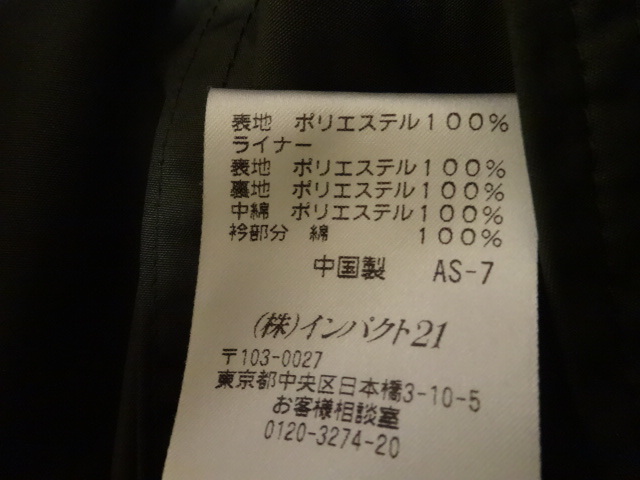 表地 ポリエステル１００％
ライナー
表地 ポリエステル１００％
裏地 ポリエステル１００％
中綿 ポリエステル１００％
衿部分 綿 １００％
中国製 AS-7
(株)インパクト21
〒103-0027
東京都中央区日本橋3-10-5
お客様相談室
0120-3274-20